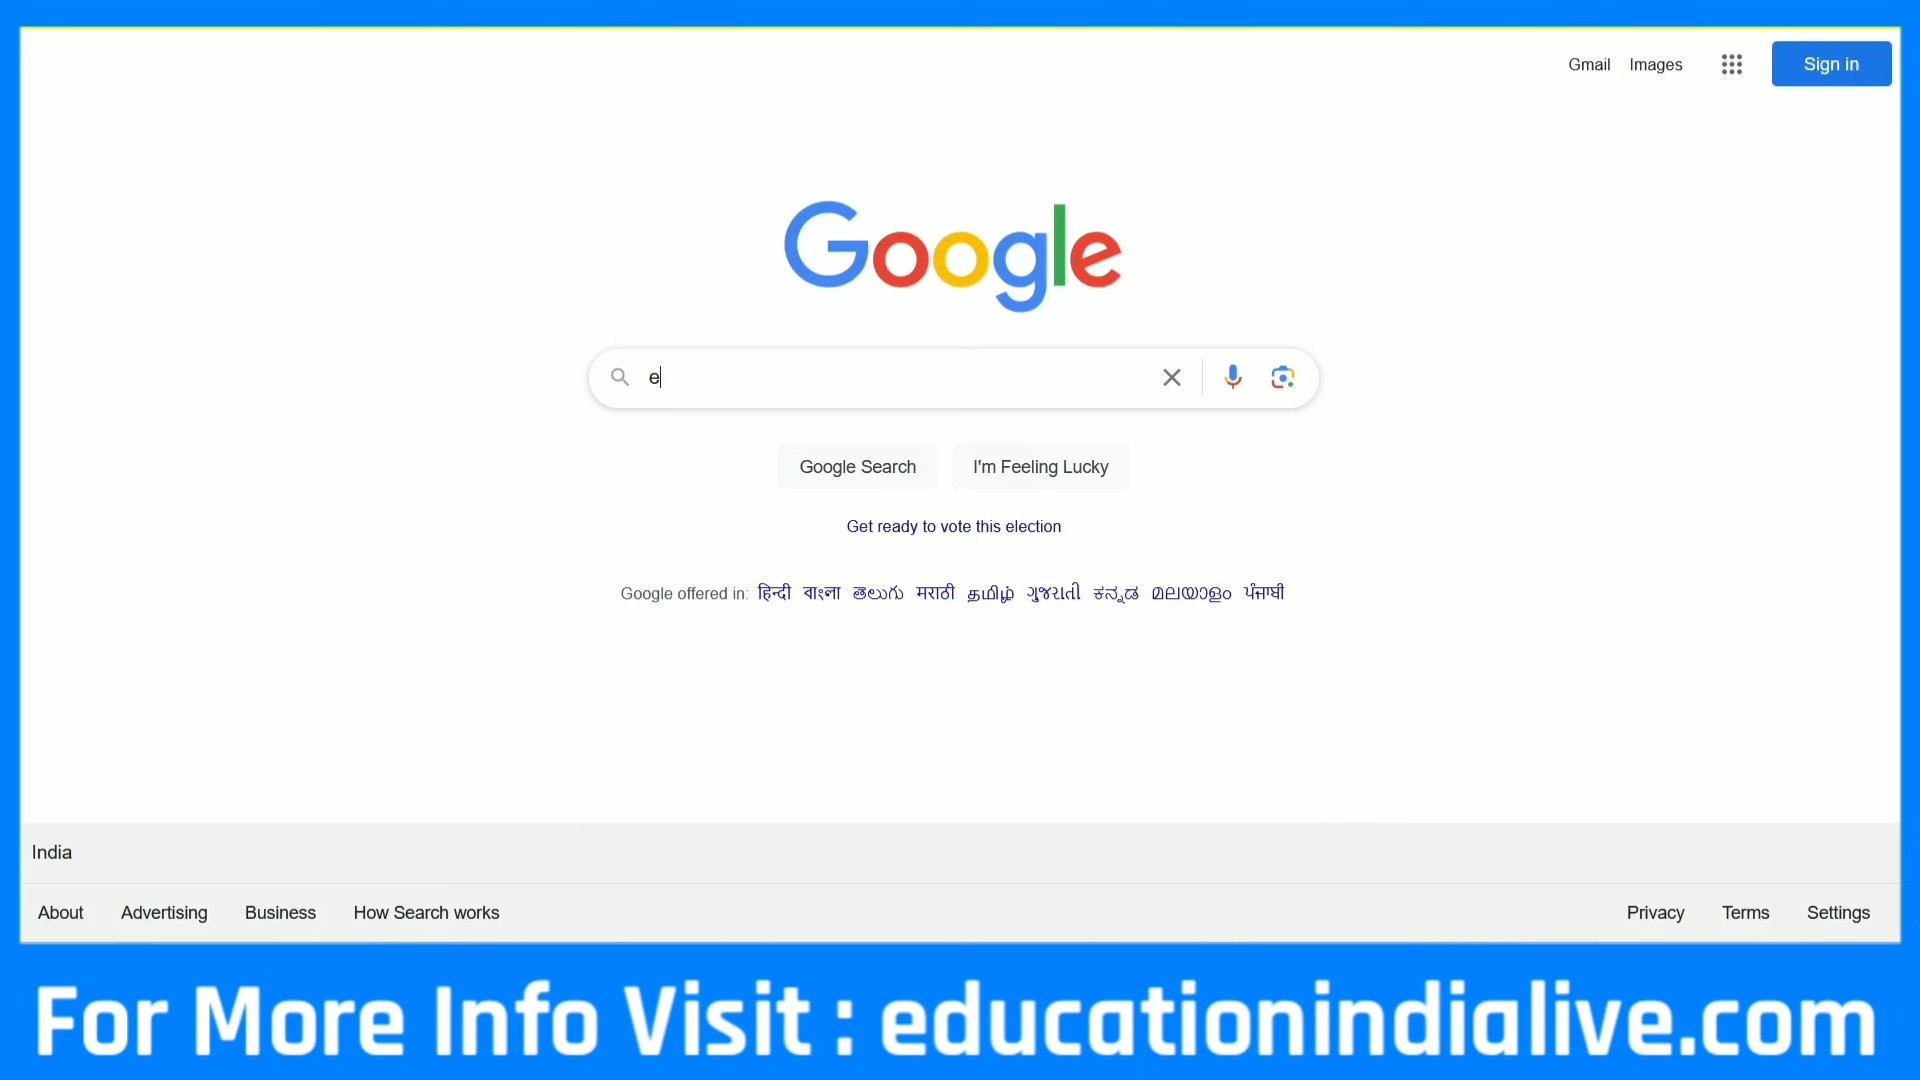 Gmail Images Sign in
Google
e
Google Search I'm Feeling Lucky
Get ready to vote this election
Google offered in: हिन्दी বাংলা తెలుగు मराठी தமிழ் ગુજરાતી ಕನ್ನಡ മലയാളം ਪੰਜਾਬੀ
India
About Advertising Business How Search works Privacy Terms Settings
For More Info Visit : educationindialive.com